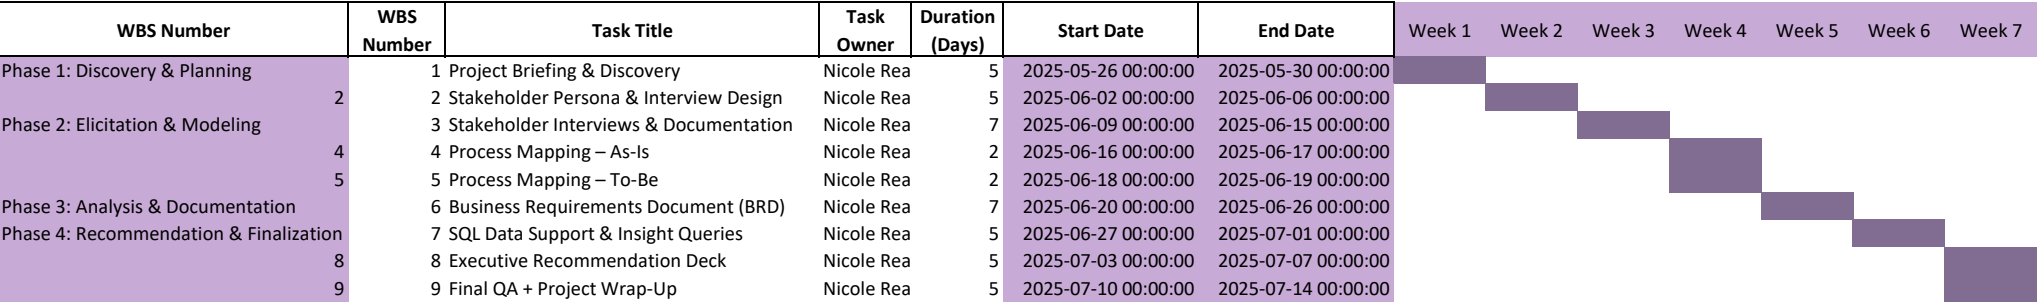 WBS Number WBS Number Task Title Task Owner Duration (Days) Start Date End Date Week 1 Week 2 Week 3 Week 4 Week 5 Week 6 Week 7
Phase 1: Discovery & Planning 1 Project Briefing & Discovery Nicole Rea 5 2025-05-26 00:00:00 2025-05-30 00:00:00
2 2 Stakeholder Persona & Interview Design Nicole Rea 5 2025-06-02 00:00:00 2025-06-06 00:00:00
Phase 2: Elicitation & Modeling 3 Stakeholder Interviews & Documentation Nicole Rea 7 2025-06-09 00:00:00 2025-06-15 00:00:00
4 4 Process Mapping – As-Is Nicole Rea 2 2025-06-16 00:00:00 2025-06-17 00:00:00
5 5 Process Mapping – To-Be Nicole Rea 2 2025-06-18 00:00:00 2025-06-19 00:00:00
Phase 3: Analysis & Documentation 6 Business Requirements Document (BRD) Nicole Rea 7 2025-06-20 00:00:00 2025-06-26 00:00:00
Phase 4: Recommendation & Finalization 7 SQL Data Support & Insight Queries Nicole Rea 5 2025-06-27 00:00:00 2025-07-01 00:00:00
8 8 Executive Recommendation Deck Nicole Rea 5 2025-07-03 00:00:00 2025-07-07 00:00:00
9 9 Final QA + Project Wrap-Up Nicole Rea 5 2025-07-10 00:00:00 2025-07-14 00:00:00